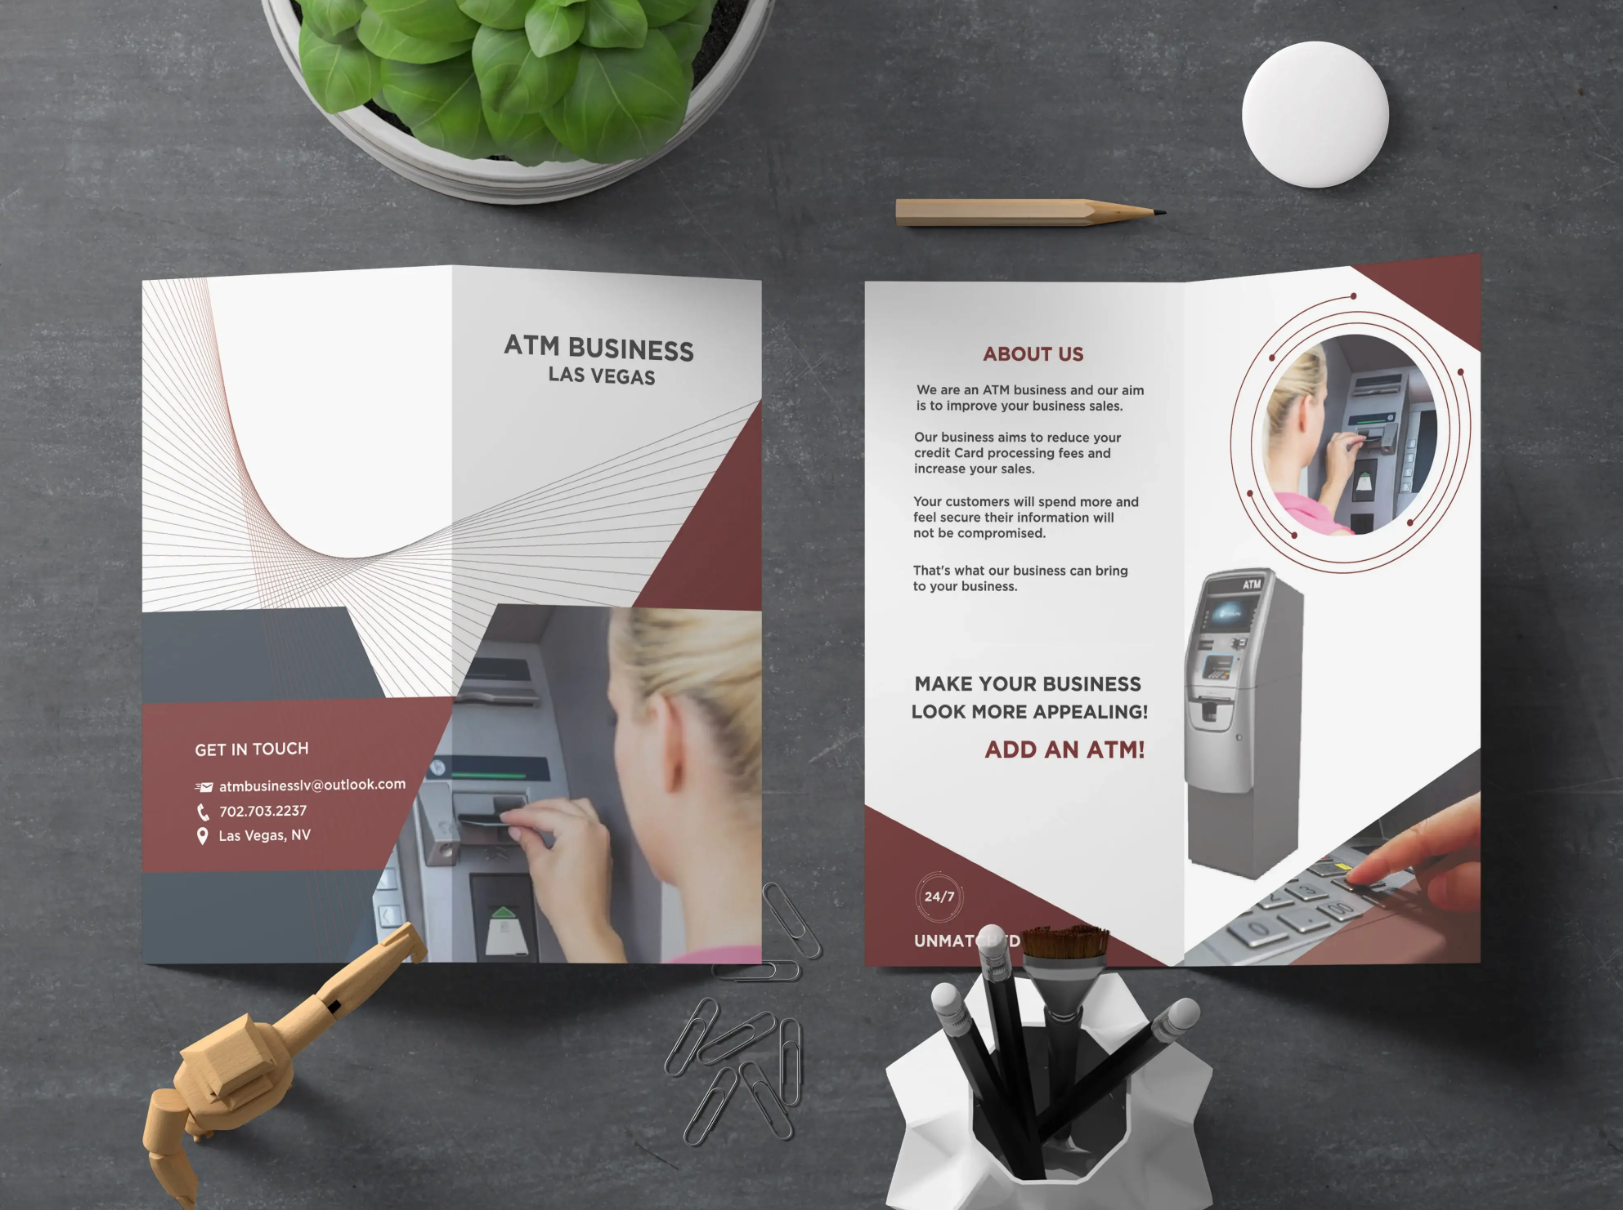 ATM BUSINESS
LAS VEGAS
GET IN TOUCH
atmbusinesslv@outlook.com
702.703.2237
Las Vegas, NV
ABOUT US
We are an ATM business and our aim
is to improve your business sales.
Our business aims to reduce your
credit Card processing fees and
increase your sales.
Your customers will spend more and
feel secure their information will
not be compromised.
That's what our business can bring
to your business.
MAKE YOUR BUSINESS
LOOK MORE APPEALING!
ADD AN ATM!
24/7
ATM